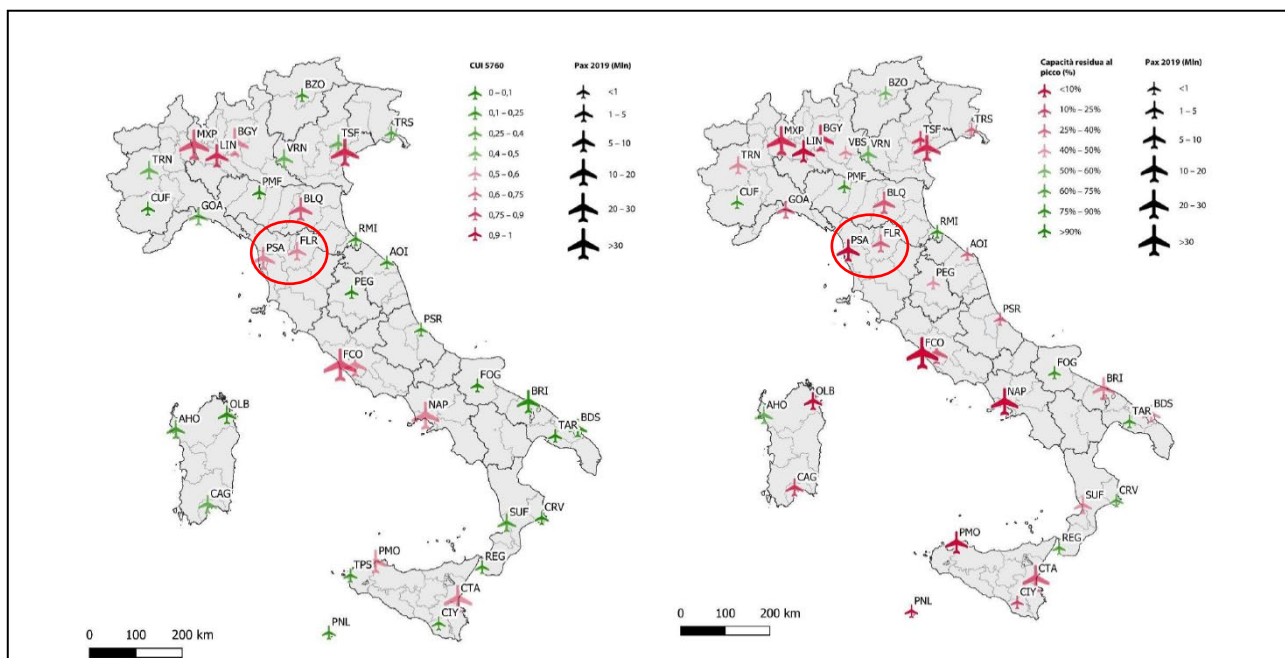 CUI 5760
0 – 0,1
0,1 – 0,25
0,25 – 0,4
0,4 – 0,5
0,5 – 0,6
0,6 – 0,75
0,75 – 0,9
0,9 – 1
Pax 2019 (Mln)
<1
1 – 5
5 – 10
10 – 20
20 – 30
>30
BZO
MXP
BGY
LIN
TSF
TRS
TRN
VRN
CUF
PMF
GOA
BLQ
PSA
FLR
RMI
AOI
PEG
PSR
FCO
FOG
BRI
NAP
BDS
TAR
AHO
OLB
CAG
SUF
CRV
PMO
REG
TPS
CTA
CIY
PNL
0 100 200 km
Capacità residua al
picco (%)
<10%
10% – 25%
25% – 40%
40% – 50%
50% – 60%
60% – 75%
75% – 90%
>90%
Pax 2019 (Mln)
<1
1 – 5
5 – 10
10 – 20
20 – 30
>30
BZO
MXP
BGY
LIN
VBS
VRN
TSF
TRS
TRN
CUF
PMF
GOA
BLQ
PSA
FLR
RMI
AOI
PEG
PSR
FCO
FOG
BRI
NAP
BDS
TAR
AHO
OLB
CAG
SUF
CRV
PMO
REG
CTA
CIY
PNL
0 100 200 km